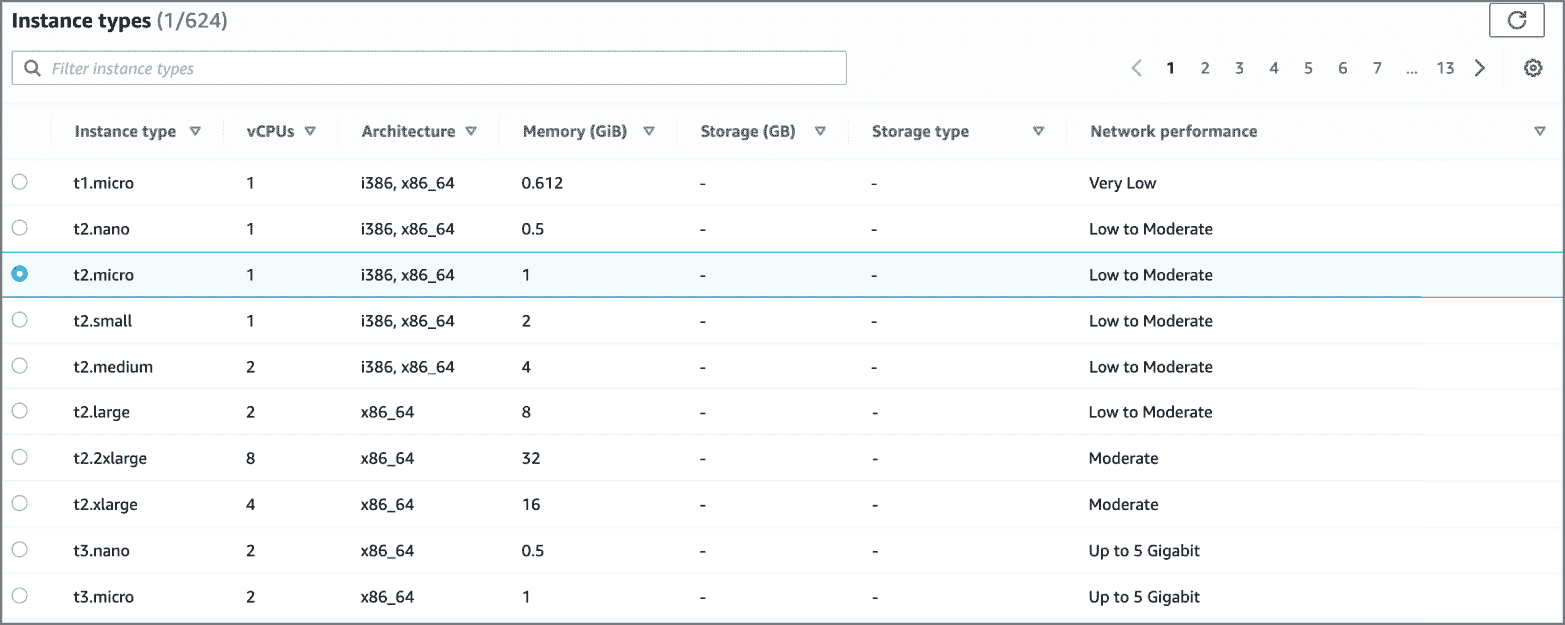 Instance types (1/624)
Filter instance types 1 2 3 4 5 6 7 ... 13
Instance type vCPUs Architecture Memory (GiB) Storage (GB) Storage type Network performance
t1.micro 1 i386, x86_64 0.612 - - Very Low
t2.nano 1 i386, x86_64 0.5 - - Low to Moderate
t2.micro 1 i386, x86_64 1 - - Low to Moderate
t2.small 1 i386, x86_64 2 - - Low to Moderate
t2.medium 2 i386, x86_64 4 - - Low to Moderate
t2.large 2 x86_64 8 - - Low to Moderate
t2.2xlarge 8 x86_64 32 - - Moderate
t2.xlarge 4 x86_64 16 - - Moderate
t3.nano 2 x86_64 0.5 - - Up to 5 Gigabit
t3.micro 2 x86_64 1 - - Up to 5 Gigabit